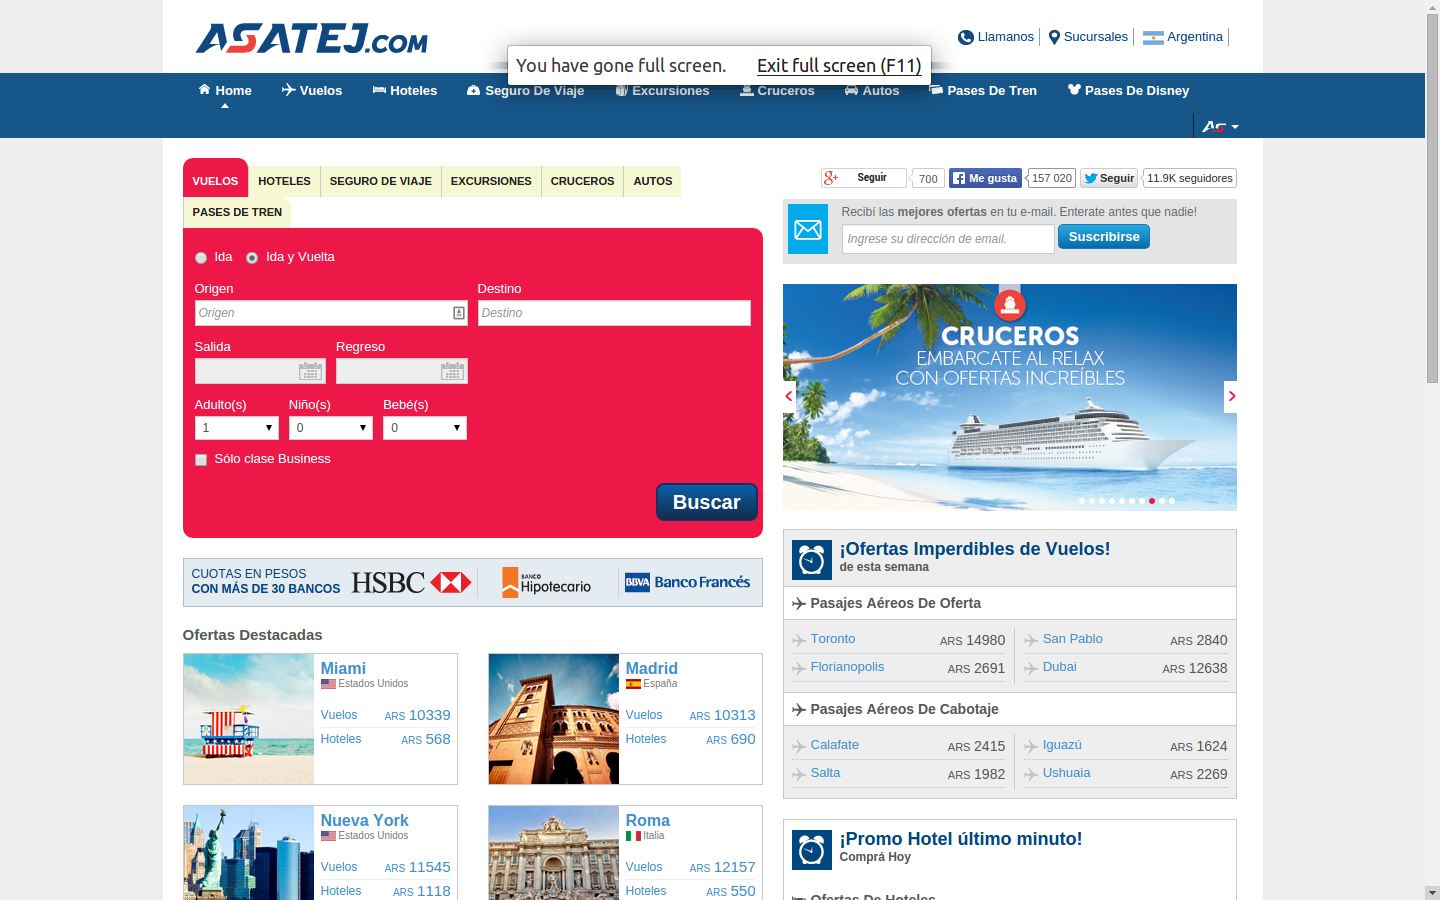 ASATEJ.COM
Llamanos
Sucursales
Argentina
You have gone full screen. Exit full screen (F11)
Home
Vuelos
Hoteles
Seguro De Viaje
Excursiones
Cruceros
Autos
Pases De Tren
Pases De Disney
AS
VUELOS
HOTELES
SEGURO DE VIAJE
EXCURSIONES
CRUCEROS
AUTOS
PASES DE TREN
Ida
Ida y Vuelta
Origen
Destino
Origen
Destino
Salida
Regreso
Adulto(s)
Niño(s)
Bebé(s)
1
0
0
Sólo clase Business
Buscar
g+ Seguir
700
Me gusta
157 020
Seguir
11.9K seguidores
Recibí las mejores ofertas en tu e-mail. Enterate antes que nadie!
Ingrese su dirección de email.
Suscribirse
CRUCEROS
EMBARCATE AL RELAX
CON OFERTAS INCREÍBLES
CUOTAS EN PESOS
CON MÁS DE 30 BANCOS
HSBC
BANCO
Hipotecario
BBVA Banco Francés
Ofertas Destacadas
Miami
Estados Unidos
Vuelos ARS 10339
Hoteles ARS 568
Madrid
España
Vuelos ARS 10313
Hoteles ARS 690
Nueva York
Estados Unidos
Vuelos ARS 11545
Hoteles ARS 1118
Roma
Italia
Vuelos ARS 12157
Hoteles ARS 550
¡Ofertas Imperdibles de Vuelos!
de esta semana
Pasajes Aéreos De Oferta
Toronto ARS 14980
San Pablo ARS 2840
Florianopolis ARS 2691
Dubai ARS 12638
Pasajes Aéreos De Cabotaje
Calafate ARS 2415
Iguazú ARS 1624
Salta ARS 1982
Ushuaia ARS 2269
¡Promo Hotel último minuto!
Comprá Hoy
Ofertas De Hoteles